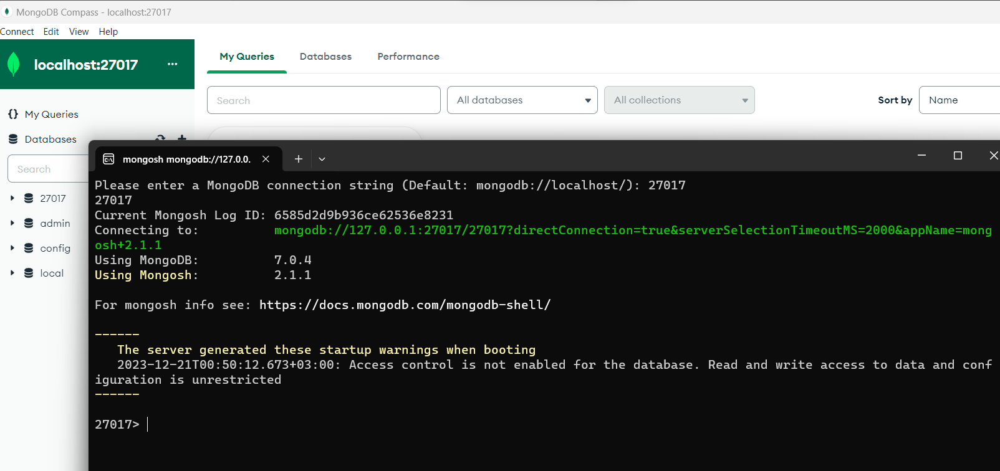 MongoDB Compass - localhost:27017
Connect Edit View Help
localhost:27017 ...
My Queries Databases Performance
Search All databases All collections Sort by Name
{} My Queries
Databases
Search
27017
admin
config
local
mongosh mongodb://127.0.0.
Please enter a MongoDB connection string (Default: mongodb://localhost/): 27017
27017
Current Mongosh Log ID: 6585d2d9b936ce62536e8231
Connecting to: mongodb://127.0.0.1:27017/27017?directConnection=true&serverSelectionTimeoutMS=2000&appName=mong
osh+2.1.1
Using MongoDB: 7.0.4
Using Mongosh: 2.1.1
For mongosh info see: https://docs.mongodb.com/mongodb-shell/
------
The server generated these startup warnings when booting
2023-12-21T00:50:12.673+03:00: Access control is not enabled for the database. Read and write access to data and conf
iguration is unrestricted
------
27017>